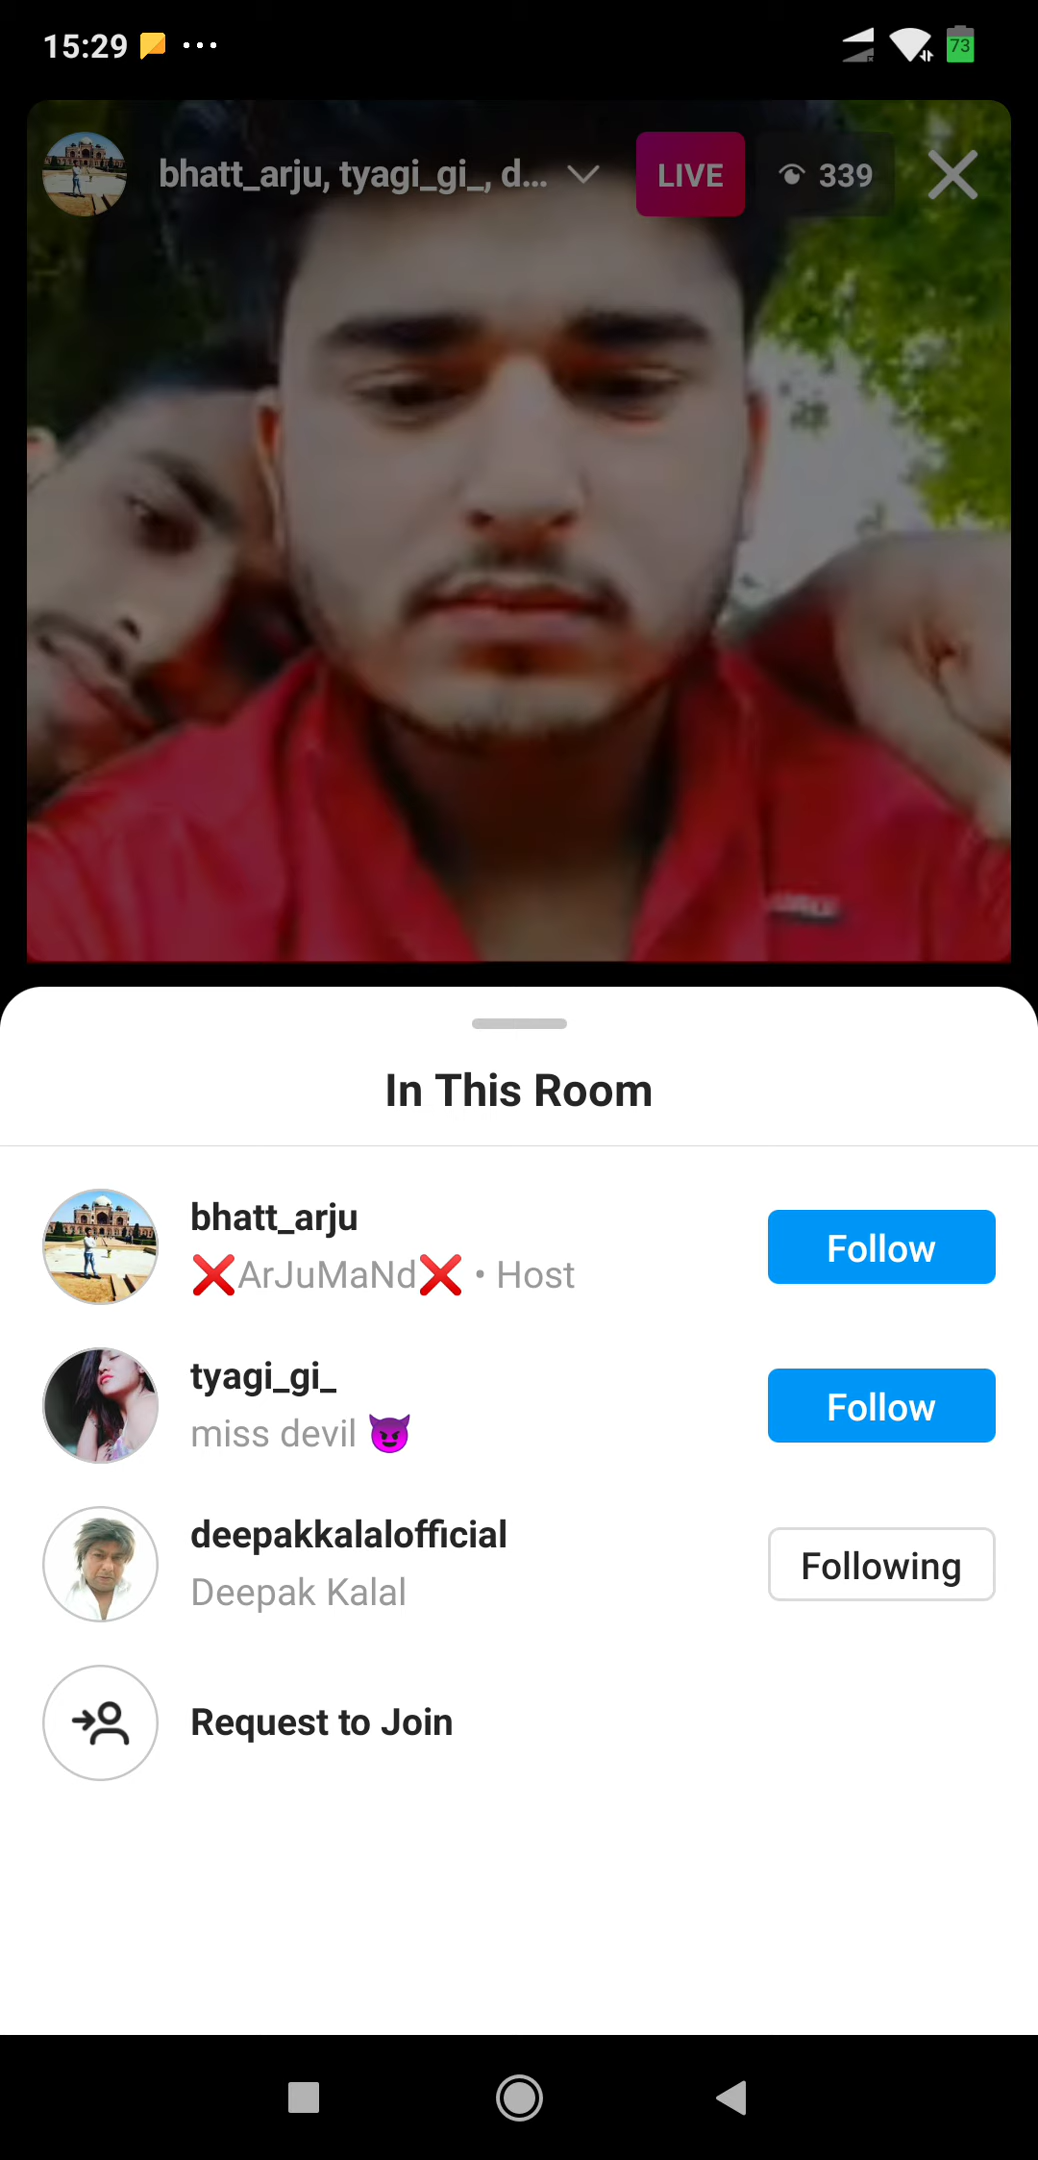 15:29
73
bhatt_arju, tyagi_gi_, d...
LIVE
339
In This Room
bhatt_arju
❌ArJuMaNd❌ • Host
Follow
tyagi_gi_
miss devil 😈
Follow
deepakkalalofficial
Deepak Kalal
Following
Request to Join